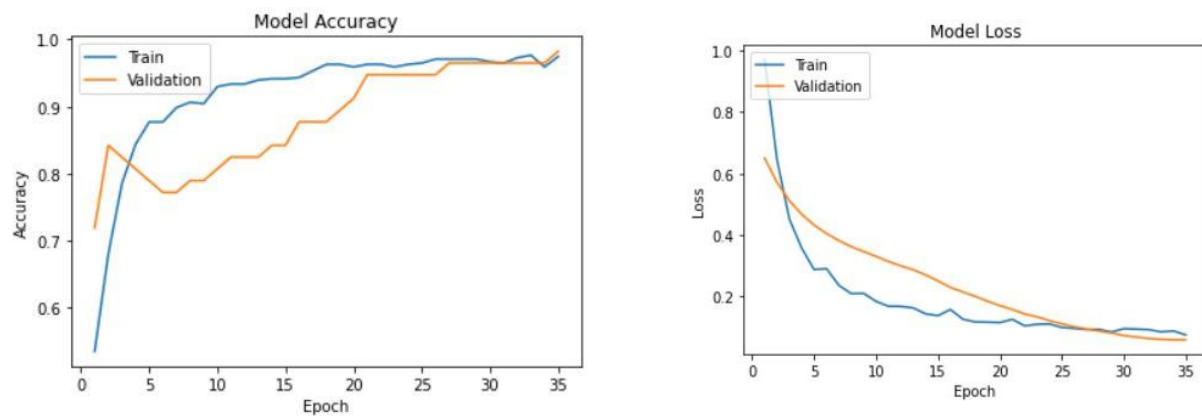 Model Accuracy
1.0
0.9
0.8
0.7
0.6
Accuracy
Train
Validation
0 5 10 15 20 25 30 35
Epoch
Model Loss
1.0
0.8
0.6
0.4
0.2
Loss
Train
Validation
0 5 10 15 20 25 30 35
Epoch